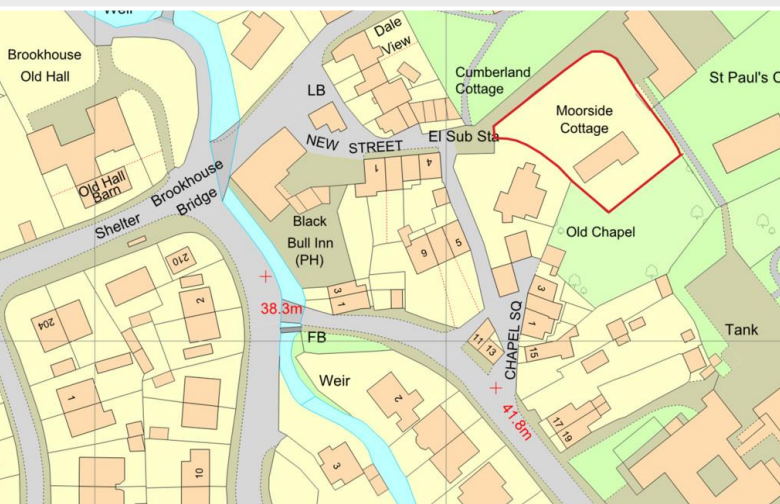 Weir
Brookhouse
Old Hall
Dale
View
LB
Cumberland
Cottage
Moorside
Cottage
St Paul's C
El Sub Sta
NEW STREET
1
4
Old Hall
Barn
Brookhouse
Bridge
Shelter
Black
Bull Inn
(PH)
6
5
Old Chapel
210
2
204
38.3m
3
1
3
1
CHAPEL SQ
11
13
15
Tank
FB
Weir
1
2
41.8m
17
19
3
10